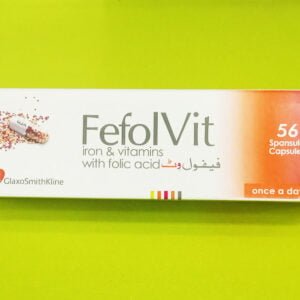 FefolVit
iron & vitamins
with folic acid فیفول وٹ
GlaxoSmithKline
56
Spansule
Capsules
once a day